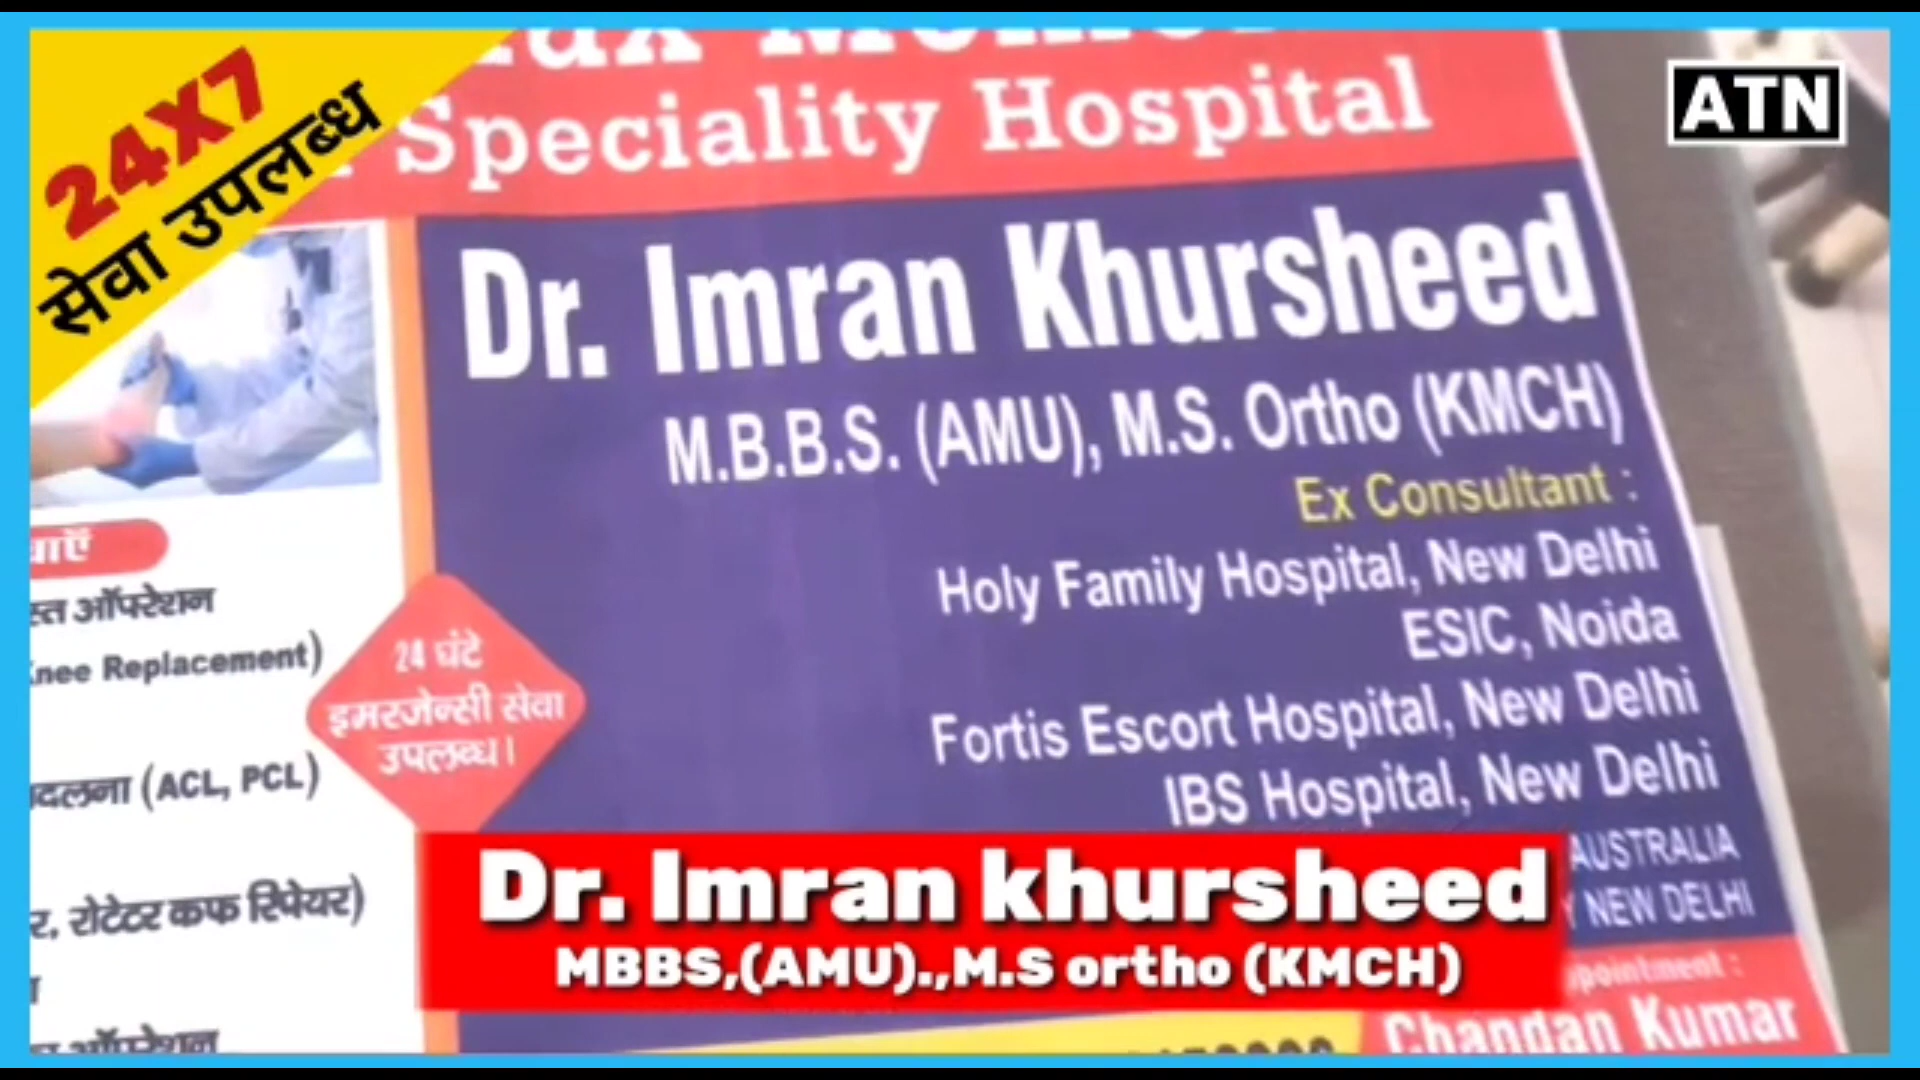 24X7
सेवा उपलब्ध
Speciality Hospital
ATN
Dr. Imran Khursheed
M.B.B.S. (AMU), M.S. Ortho (KMCH)
Ex Consultant :
Holy Family Hospital, New Delhi
ESIC, Noida
Fortis Escort Hospital, New Delhi
IBS Hospital, New Delhi
AUSTRALIA
NEW DELHI
ऑपरेशन
Replacement)
24 घंटे
इमरजेन्सी सेवा
उपलब्ध।
(ACL, PCL)
रोटेटर कफ रिपेयर)
ऑपरेशन
Dr. Imran khursheed
MBBS,(AMU).,M.S ortho (KMCH)
Chandan Kumar